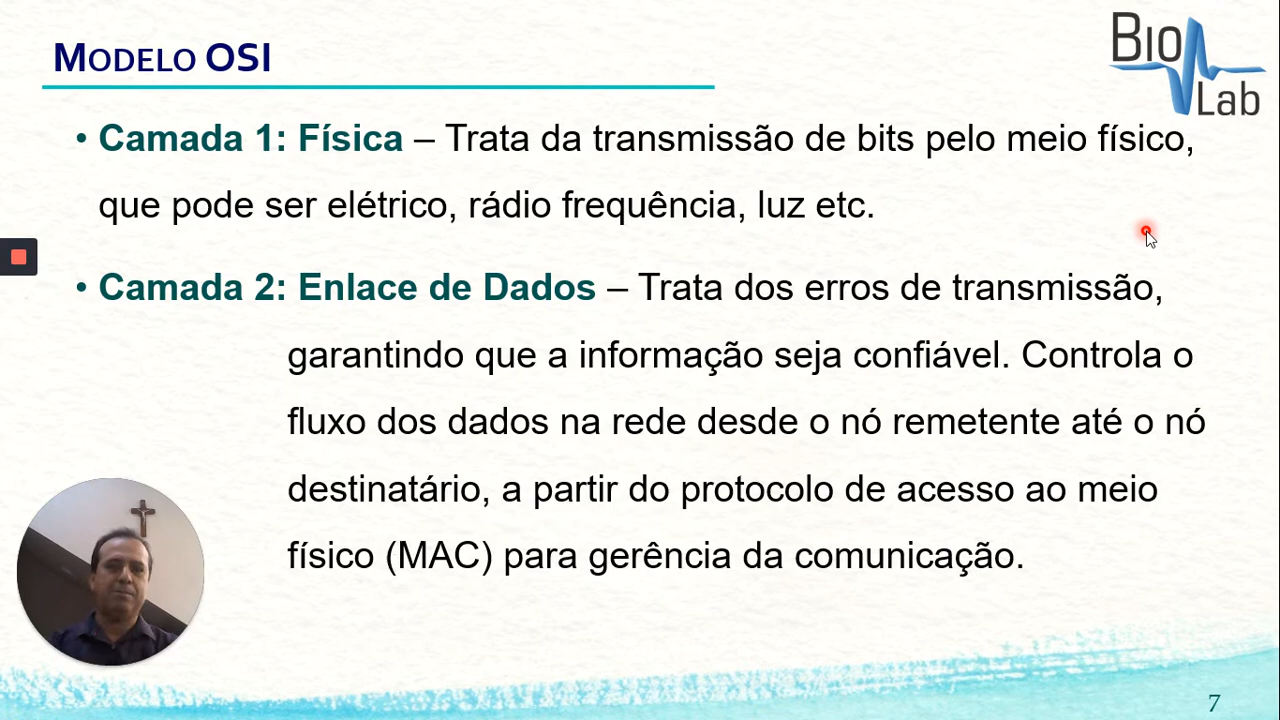 MODELO OSI
Bio
Lab
• Camada 1: Física – Trata da transmissão de bits pelo meio físico,
que pode ser elétrico, rádio frequência, luz etc.
• Camada 2: Enlace de Dados – Trata dos erros de transmissão,
garantindo que a informação seja confiável. Controla o
fluxo dos dados na rede desde o nó remetente até o nó
destinatário, a partir do protocolo de acesso ao meio
físico (MAC) para gerência da comunicação.
7